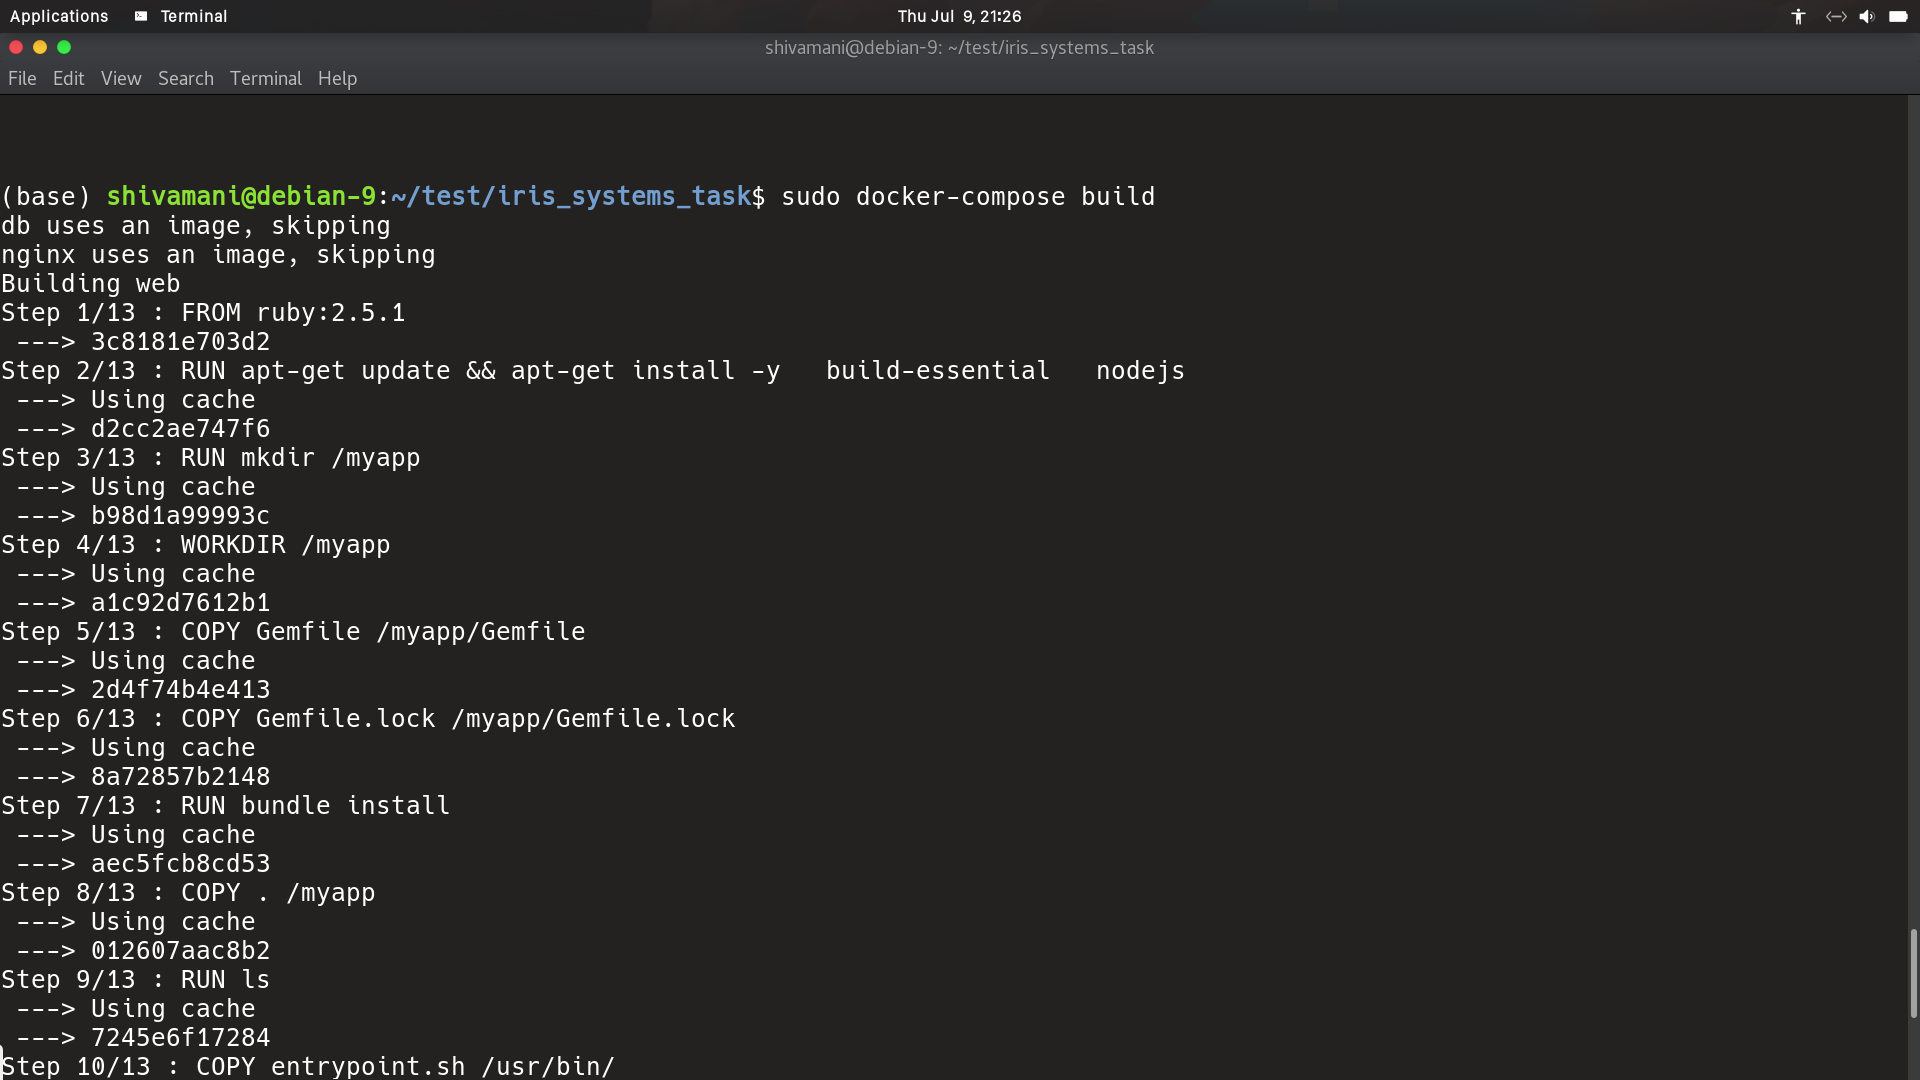 Applications Terminal Thu Jul 9, 21:26
shivamani@debian-9: ~/test/iris_systems_task
File Edit View Search Terminal Help
(base) shivamani@debian-9:~/test/iris_systems_task$ sudo docker-compose build
db uses an image, skipping
nginx uses an image, skipping
Building web
Step 1/13 : FROM ruby:2.5.1
 ---> 3c8181e703d2
Step 2/13 : RUN apt-get update && apt-get install -y   build-essential   nodejs
 ---> Using cache
 ---> d2cc2ae747f6
Step 3/13 : RUN mkdir /myapp
 ---> Using cache
 ---> b98d1a99993c
Step 4/13 : WORKDIR /myapp
 ---> Using cache
 ---> a1c92d7612b1
Step 5/13 : COPY Gemfile /myapp/Gemfile
 ---> Using cache
 ---> 2d4f74b4e413
Step 6/13 : COPY Gemfile.lock /myapp/Gemfile.lock
 ---> Using cache
 ---> 8a72857b2148
Step 7/13 : RUN bundle install
 ---> Using cache
 ---> aec5fcb8cd53
Step 8/13 : COPY . /myapp
 ---> Using cache
 ---> 012607aac8b2
Step 9/13 : RUN ls
 ---> Using cache
 ---> 7245e6f17284
Step 10/13 : COPY entrypoint.sh /usr/bin/